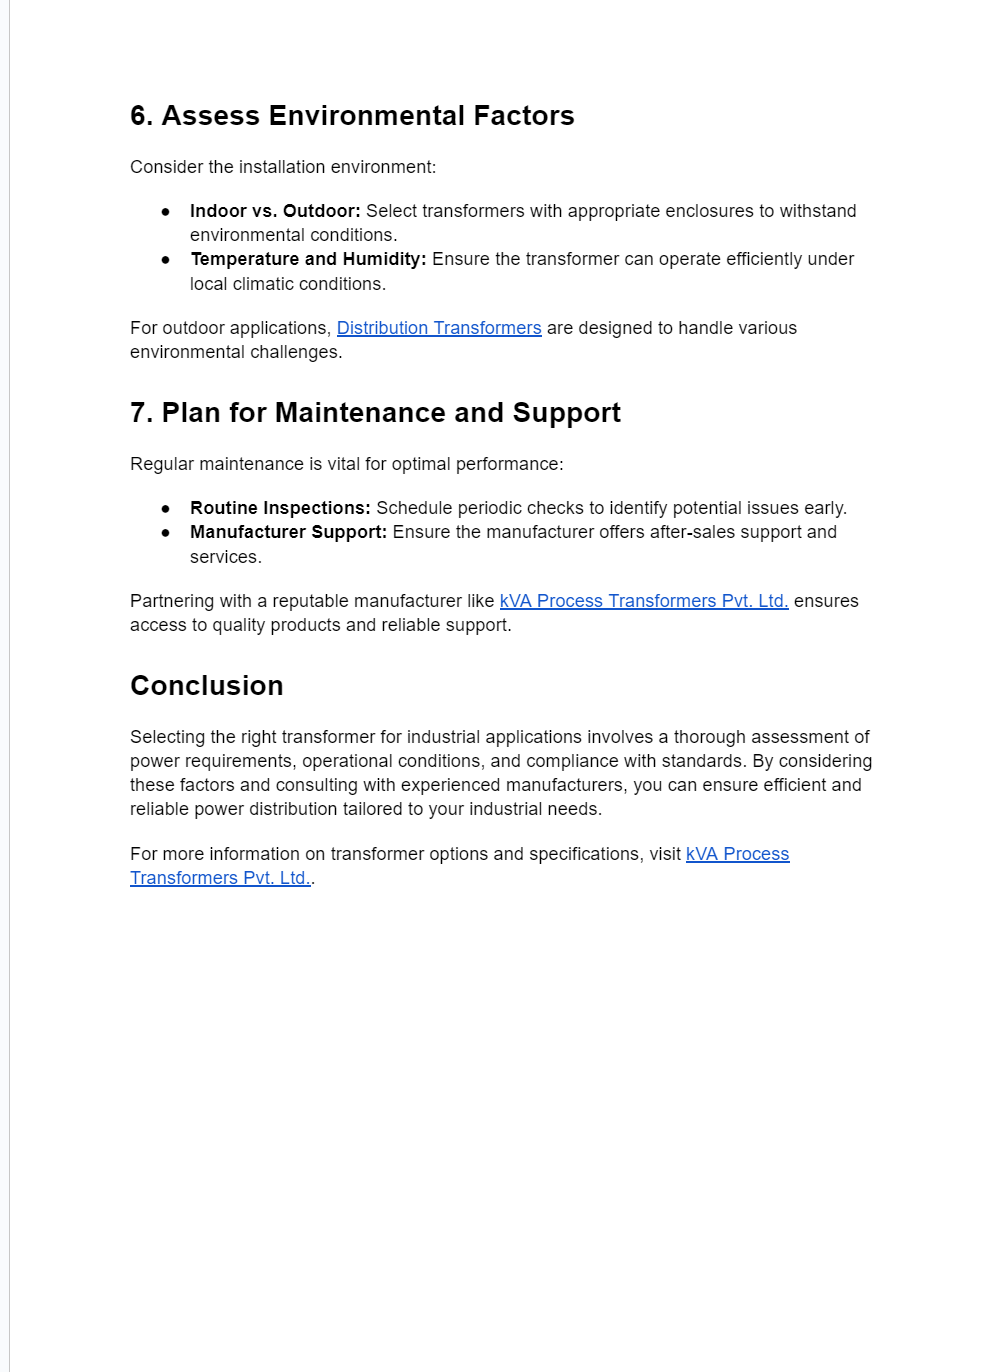 6. Assess Environmental Factors
Consider the installation environment:
● Indoor vs. Outdoor: Select transformers with appropriate enclosures to withstand
environmental conditions.
● Temperature and Humidity: Ensure the transformer can operate efficiently under
local climatic conditions.
For outdoor applications, Distribution Transformers are designed to handle various
environmental challenges.
7. Plan for Maintenance and Support
Regular maintenance is vital for optimal performance:
● Routine Inspections: Schedule periodic checks to identify potential issues early.
● Manufacturer Support: Ensure the manufacturer offers after-sales support and
services.
Partnering with a reputable manufacturer like kVA Process Transformers Pvt. Ltd. ensures
access to quality products and reliable support.
Conclusion
Selecting the right transformer for industrial applications involves a thorough assessment of
power requirements, operational conditions, and compliance with standards. By considering
these factors and consulting with experienced manufacturers, you can ensure efficient and
reliable power distribution tailored to your industrial needs.
For more information on transformer options and specifications, visit kVA Process
Transformers Pvt. Ltd..